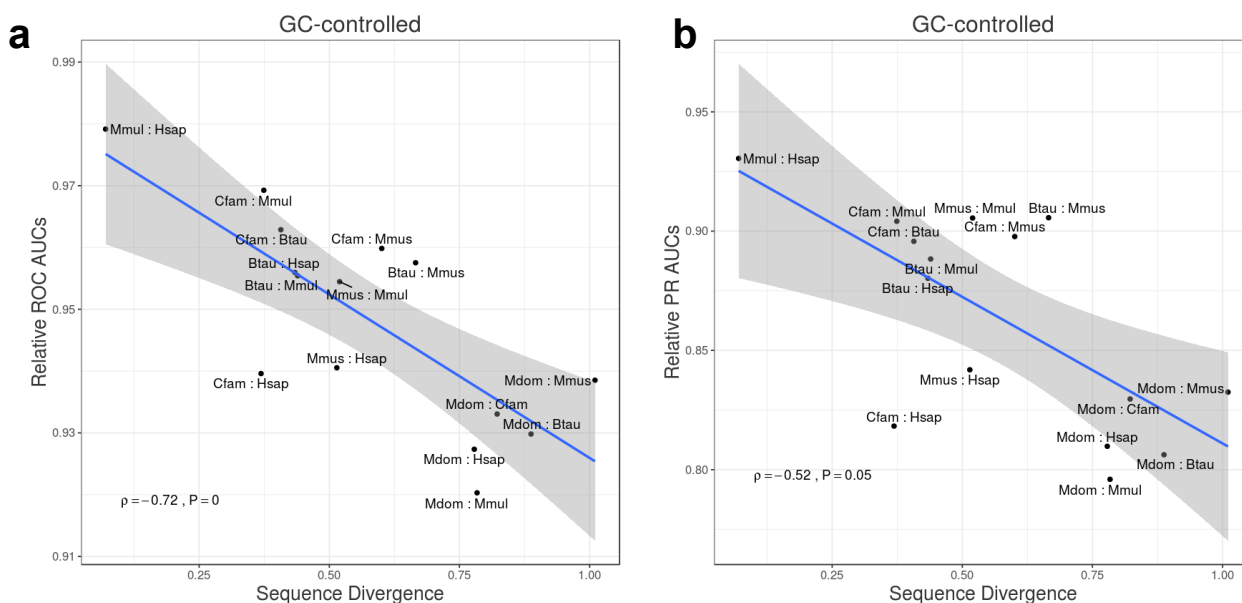 a
GC-controlled
Relative ROC AUCs
0.99
0.97
0.95
0.93
0.91
Mmul : Hsap
Cfam : Mmul
Cfam : Btau
Cfam : Mmus
Btau : Hsap
Btau : Mmus
Btau : Mmul
Mmus : Mmul
Mmus : Hsap
Cfam : Hsap
Mdom : Mmus
Mdom : Cfam
Mdom : Btau
Mdom : Hsap
Mdom : Mmul
ρ = −0.72 , P = 0
0.25
0.50
0.75
1.00
Sequence Divergence
b
GC-controlled
Relative PR AUCs
0.95
0.90
0.85
0.80
Mmul : Hsap
Cfam : Mmul
Mmus : Mmul
Btau : Mmus
Cfam : Btau
Cfam : Mmus
Btau : Mmul
Btau : Hsap
Mmus : Hsap
Mdom : Mmus
Cfam : Hsap
Mdom : Cfam
Mdom : Hsap
Mdom : Btau
Mdom : Mmul
ρ = −0.52 , P = 0.05
0.25
0.50
0.75
1.00
Sequence Divergence